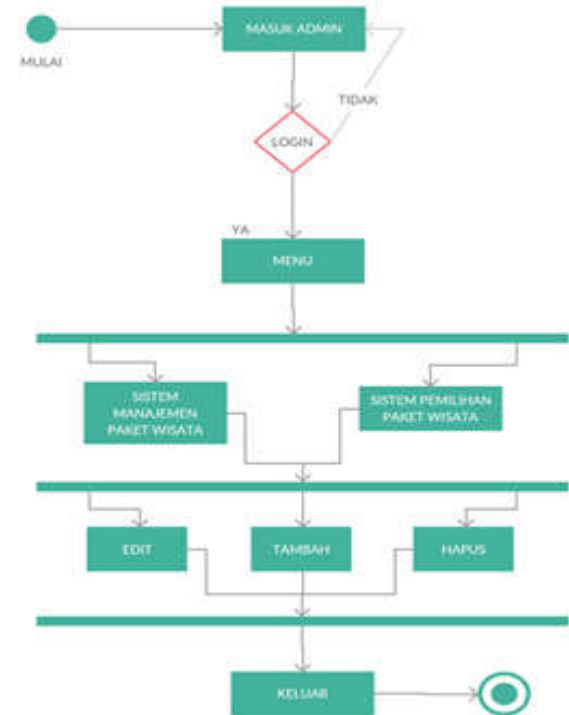 MASUK ADMIN
MULAI
TIDAK
LOGIN
YA
MENU
SISTEM
MANAJEMEN
PAKET WISATA
SISTEM PEMILIHAN
PAKET WISATA
EDIT
TAMBAH
HAPUS
KELUAR